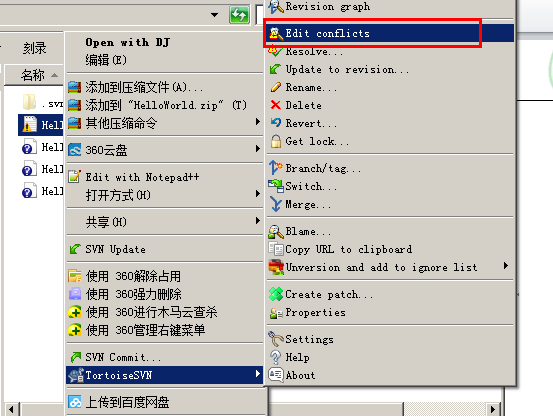 刻录
名称
.svn
Hell
Hell
Hell
Hell
Open with DJ
编辑(E)
添加到压缩文件(A)...
添加到 "HelloWorld.zip" (T)
其他压缩命令
360云盘
Edit with Notepad++
打开方式(H)
共享(H)
SVN Update
使用 360解除占用
使用 360强力删除
使用 360进行木马云查杀
使用 360管理右键菜单
SVN Commit...
TortoiseSVN
上传到百度网盘
Revision graph
Edit conflicts
Resolve...
Update to revision...
Rename...
Delete
Revert...
Get lock...
Branch/tag...
Switch...
Merge...
Blame...
Copy URL to clipboard
Unversion and add to ignore list
Create patch...
Properties
Settings
Help
About